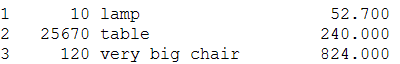 1      10 lamp                  52.700
2   25670 table                240.000
3     120 very big chair       824.000